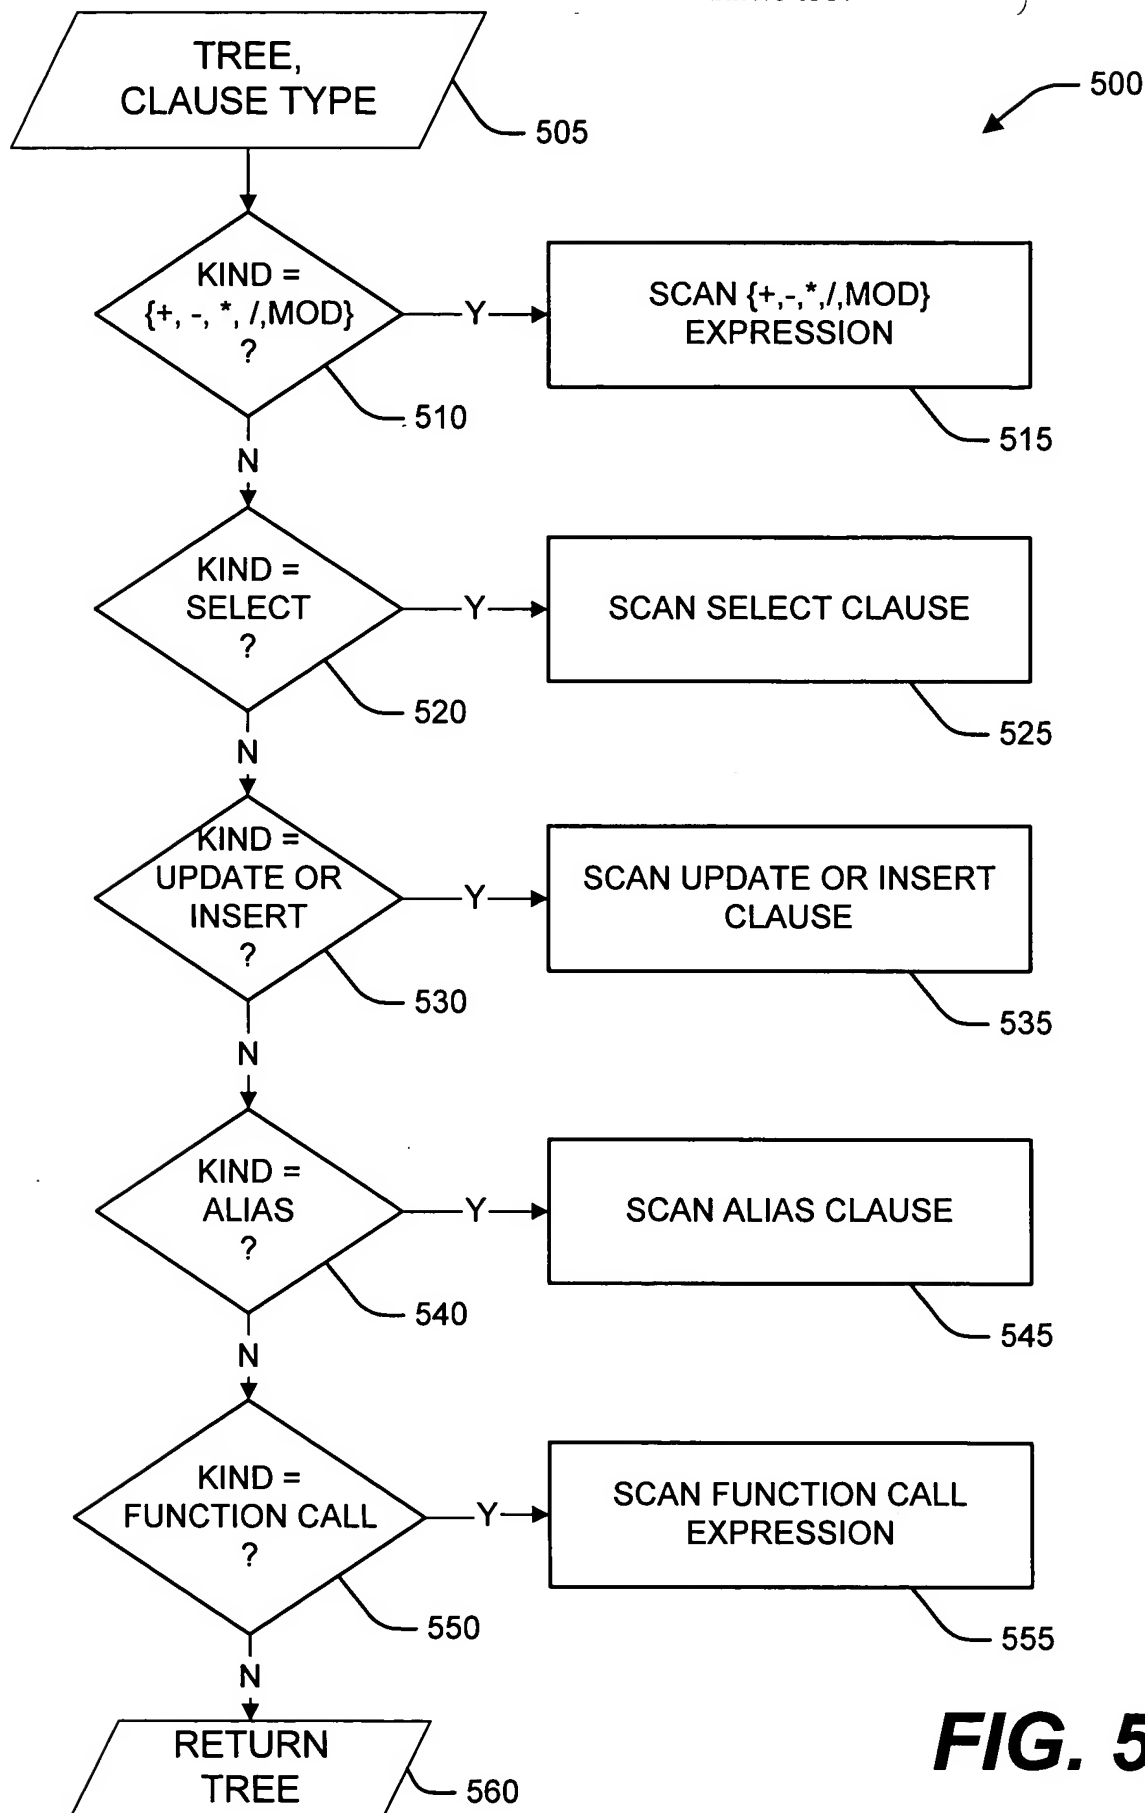 TREE,
CLAUSE TYPE
500
505
KIND =
{+, -, *, /,MOD}
?
Y
SCAN {+,-,*,/,MOD}
EXPRESSION
510
515
N
KIND =
SELECT
?
Y
SCAN SELECT CLAUSE
520
525
N
KIND =
UPDATE OR
INSERT
?
Y
SCAN UPDATE OR INSERT
CLAUSE
530
535
N
KIND =
ALIAS
?
Y
SCAN ALIAS CLAUSE
540
545
N
KIND =
FUNCTION CALL
?
Y
SCAN FUNCTION CALL
EXPRESSION
550
555
N
RETURN
TREE
560
FIG. 5